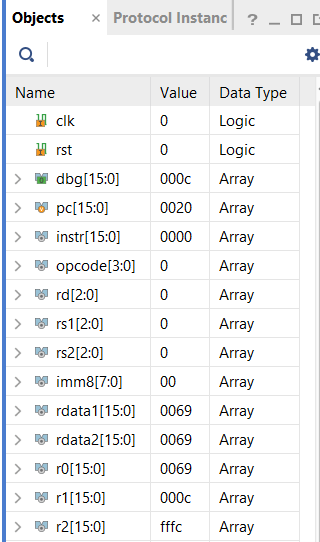 Objects × Protocol Instanc ?
Name Value Data Type
clk 0 Logic
rst 0 Logic
dbg[15:0] 000c Array
pc[15:0] 0020 Array
instr[15:0] 0000 Array
opcode[3:0] 0 Array
rd[2:0] 0 Array
rs1[2:0] 0 Array
rs2[2:0] 0 Array
imm8[7:0] 00 Array
rdata1[15:0] 0069 Array
rdata2[15:0] 0069 Array
r0[15:0] 0069 Array
r1[15:0] 000c Array
r2[15:0] fffc Array